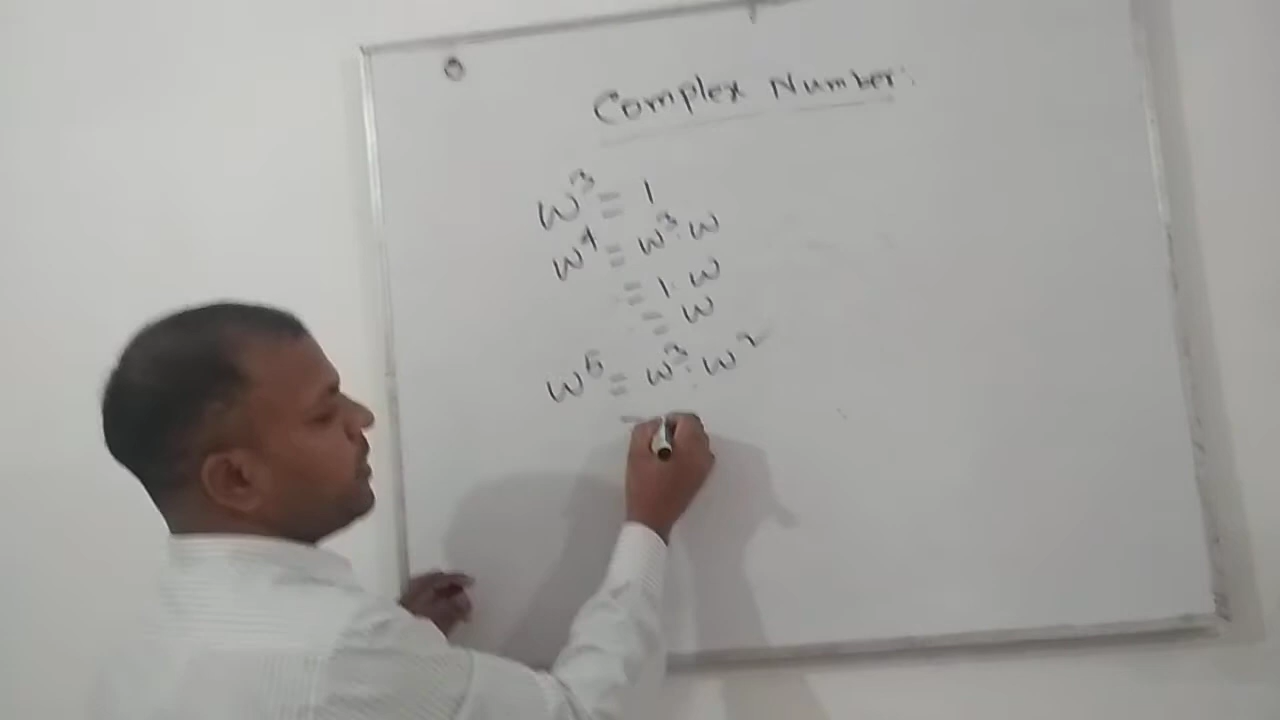 Complex Number:
ω³ = 1
ω⁴ = ω³.ω
= 1.ω
= ω
ω⁵ = ω³.ω²
=